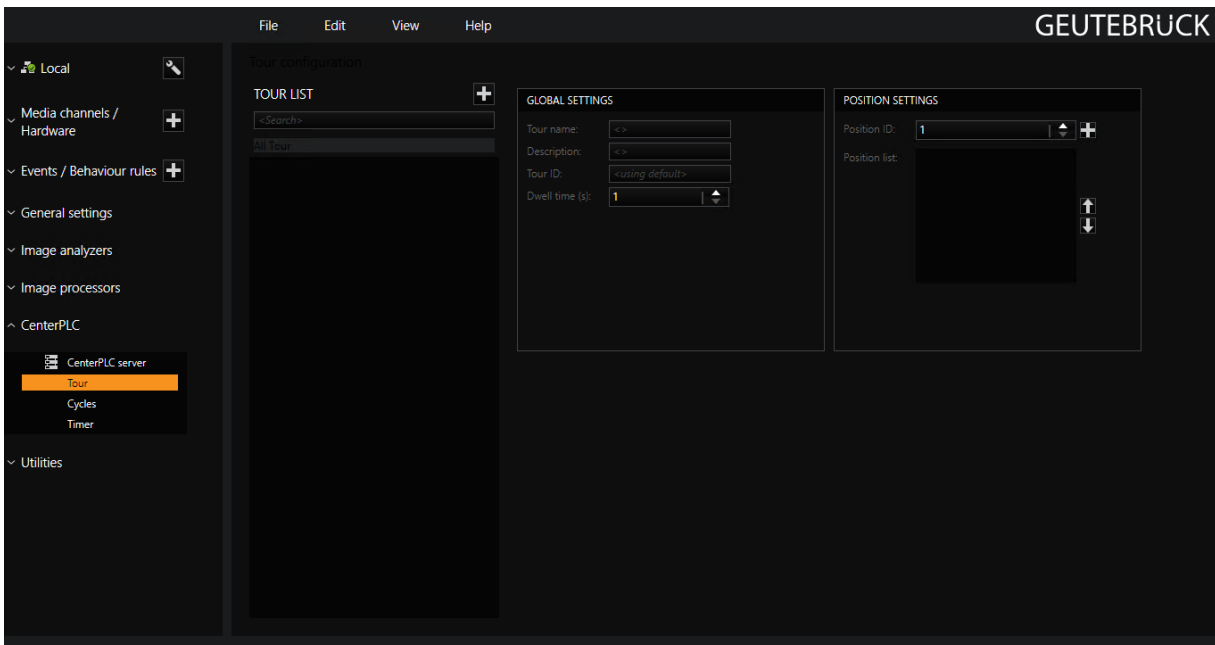 File Edit View Help
GEUTEBRÜCK
Local
Media channels /
Hardware
Events / Behaviour rules
General settings
Image analyzers
Image processors
CenterPLC
CenterPLC server
Tour
Cycles
Timer
Utilities
Tour configuration
TOUR LIST
<Search>
All Tour
GLOBAL SETTINGS
Tour name: <>
Description: <>
Tour ID: <using default>
Dwell time (s): 1
POSITION SETTINGS
Position ID: 1
Position list: